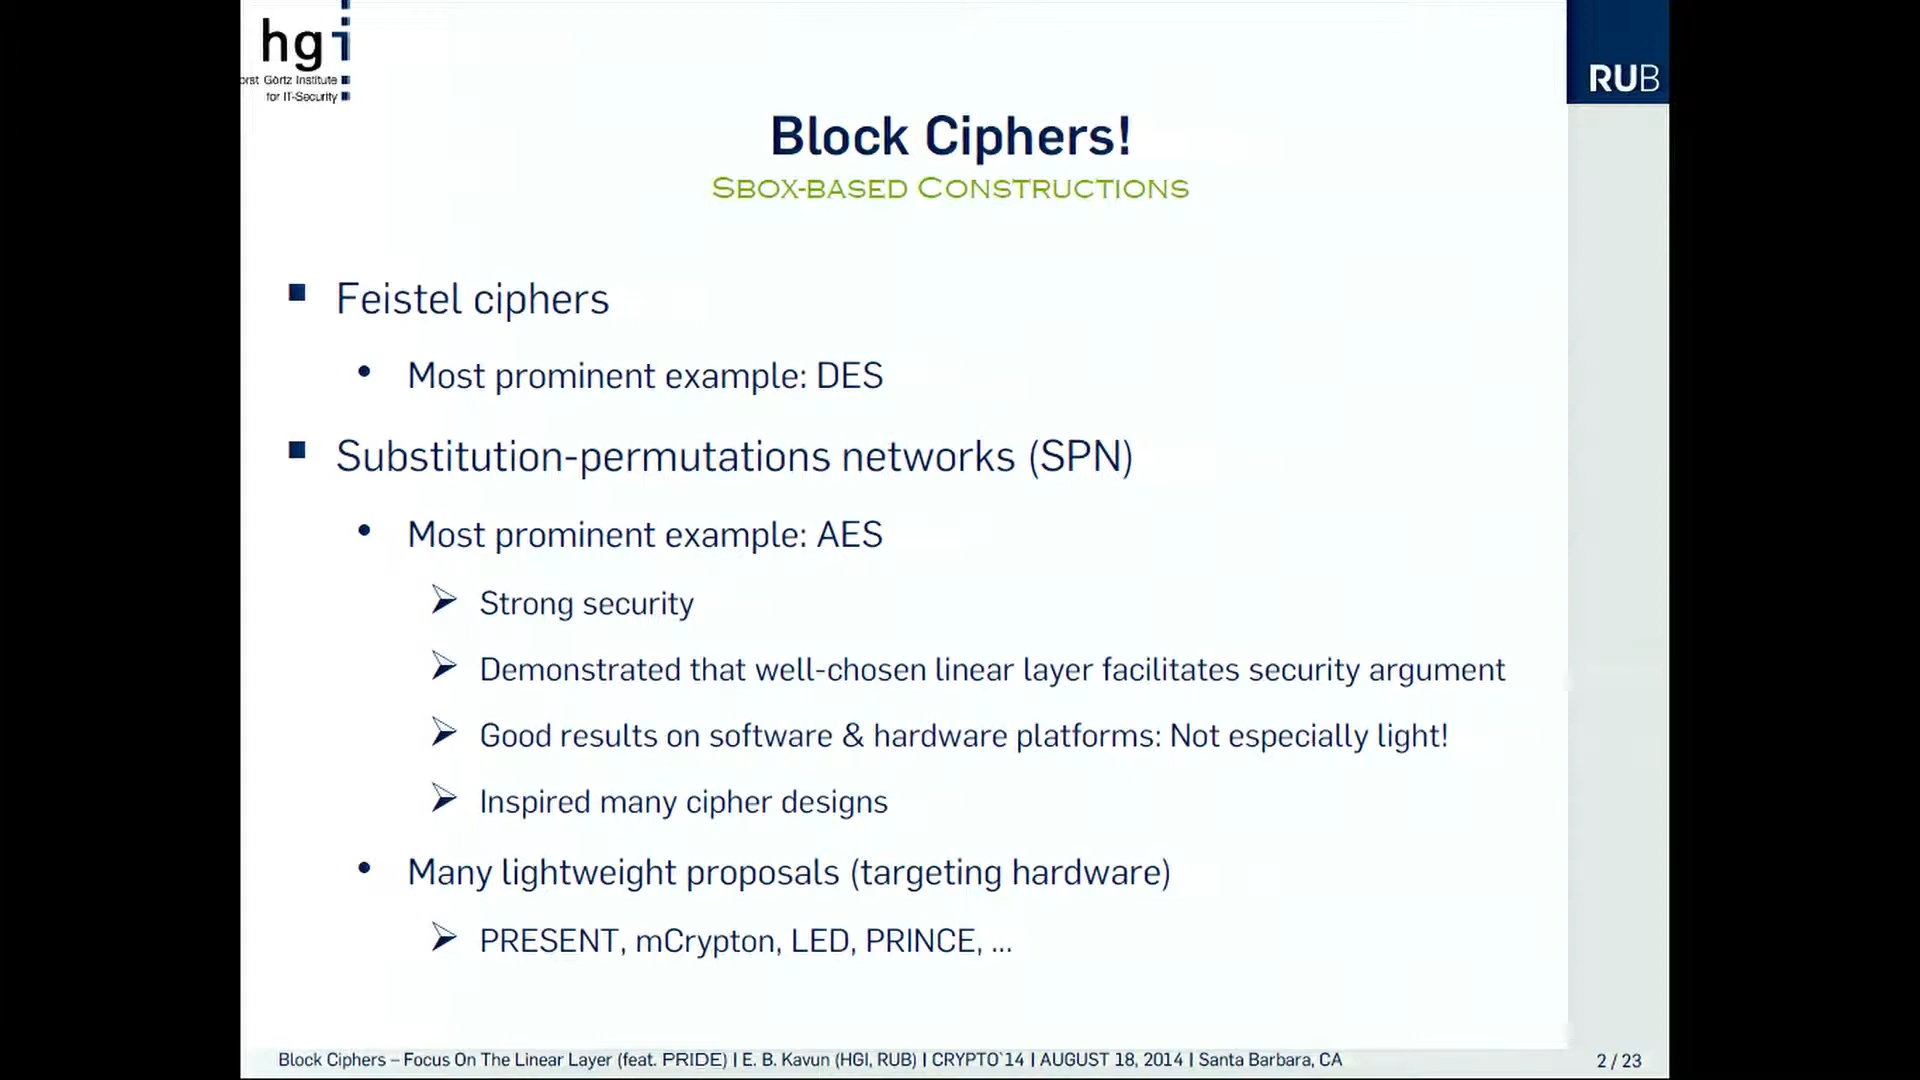 hgi
orst Görtz Institute
for IT-Security
RUB
Block Ciphers!
Sbox-based Constructions
Feistel ciphers
Most prominent example: DES
Substitution-permutations networks (SPN)
Most prominent example: AES
Strong security
Demonstrated that well-chosen linear layer facilitates security argument
Good results on software & hardware platforms: Not especially light!
Inspired many cipher designs
Many lightweight proposals (targeting hardware)
PRESENT, mCrypton, LED, PRINCE, ...
Block Ciphers – Focus On The Linear Layer (feat. PRIDE) | E. B. Kavun (HGI, RUB) | CRYPTO`14 | AUGUST 18, 2014 | Santa Barbara, CA
2 / 23